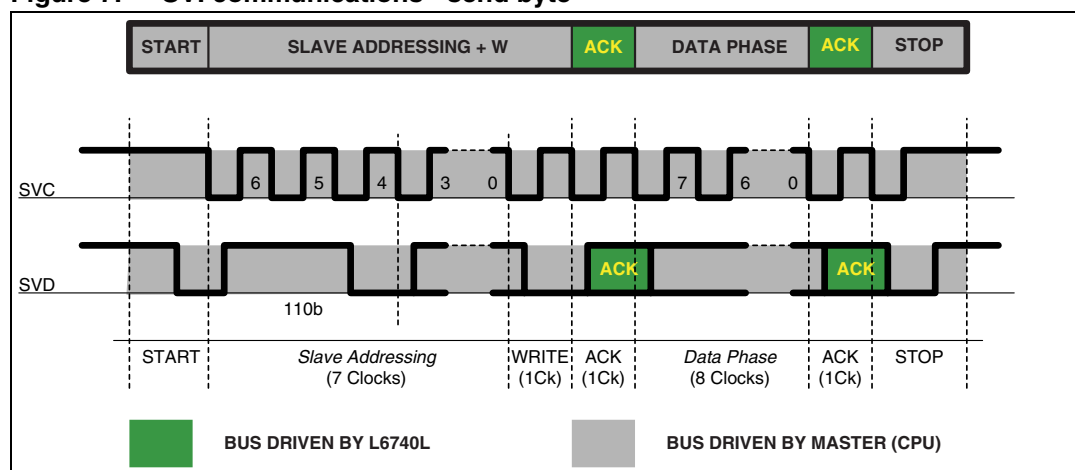 START SLAVE ADDRESSING + W ACK DATA PHASE ACK STOP
SVC 6 5 4 3 0 7 6 0
SVD ACK ACK
110b
START Slave Addressing WRITE ACK Data Phase ACK STOP
(7 Clocks) (1Ck) (1Ck) (8 Clocks) (1Ck)
BUS DRIVEN BY L6740L BUS DRIVEN BY MASTER (CPU)